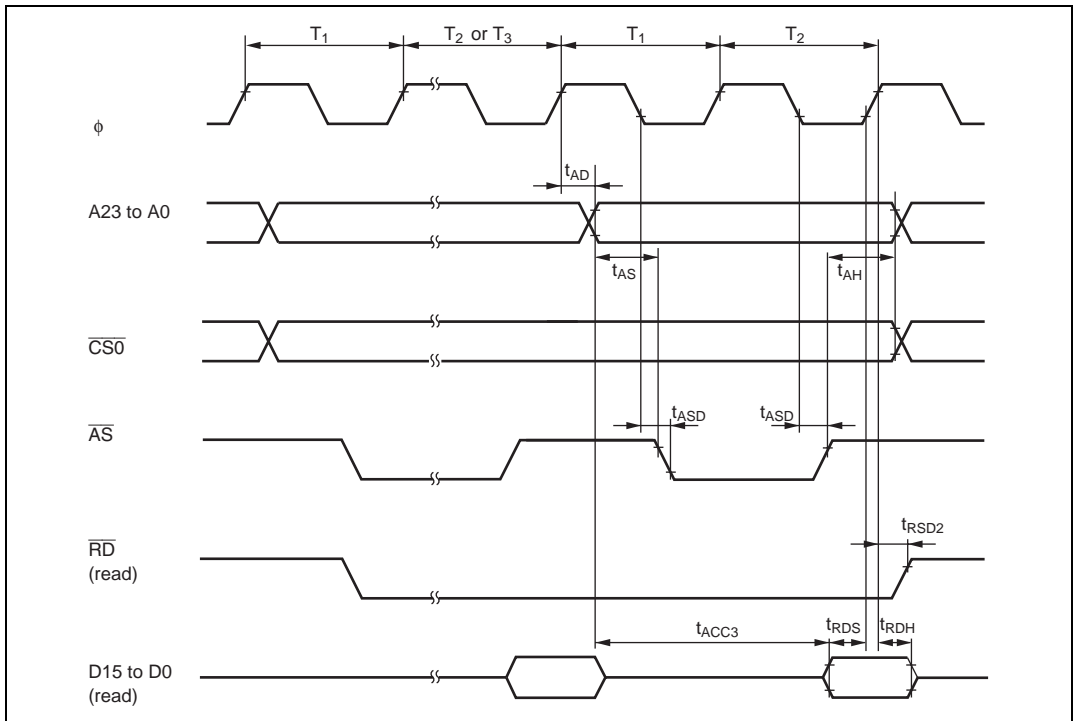 T1 T2 or T3 T1 T2
ϕ
tAD
A23 to A0
tAS tAH
CS0
tASD tASD
AS
tRSD2
RD
(read)
tACC3 tRDS tRDH
D15 to D0
(read)